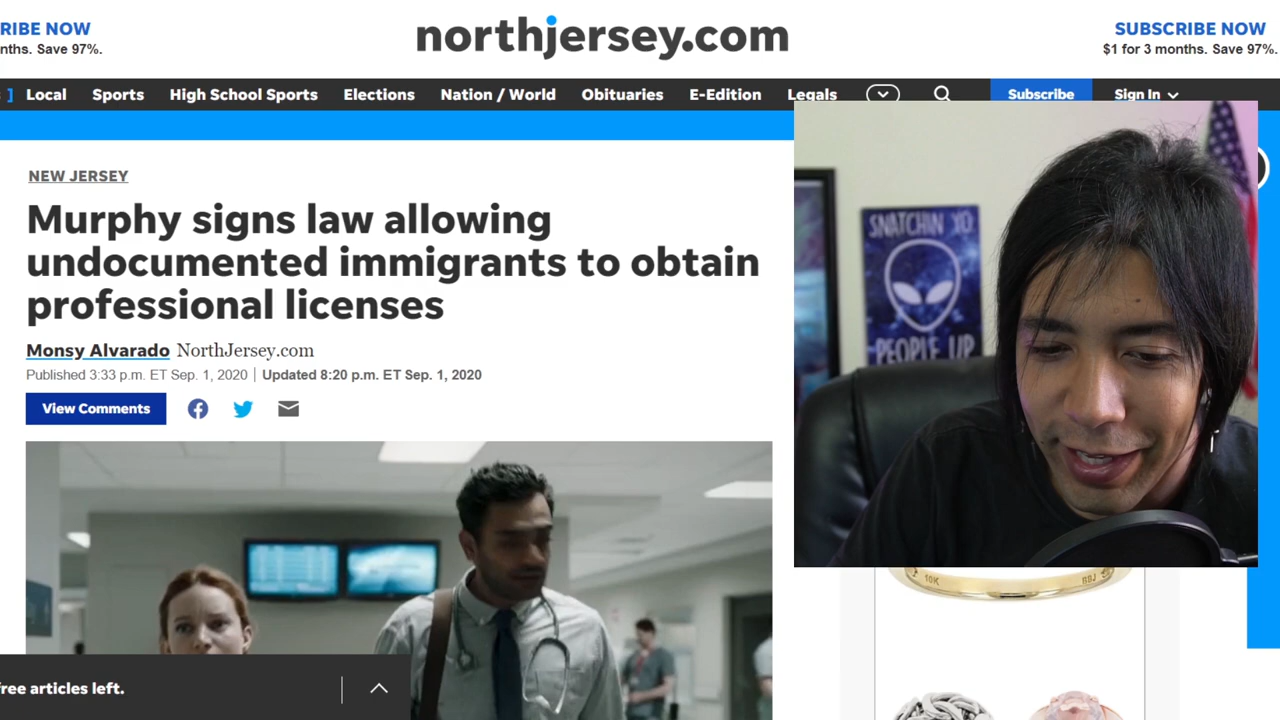 RIBE NOW
nths. Save 97%.
northjersey.com
SUBSCRIBE NOW
$1 for 3 months. Save 97%.
Local Sports High School Sports Elections Nation / World Obituaries E-Edition Legals Subscribe Sign In
NEW JERSEY
Murphy signs law allowing
undocumented immigrants to obtain
professional licenses
Monsy Alvarado NorthJersey.com
Published 3:33 p.m. ET Sep. 1, 2020 | Updated 8:20 p.m. ET Sep. 1, 2020
View Comments
SNATCHIN YO
PEOPLE UP
10K
BBJ
ree articles left.